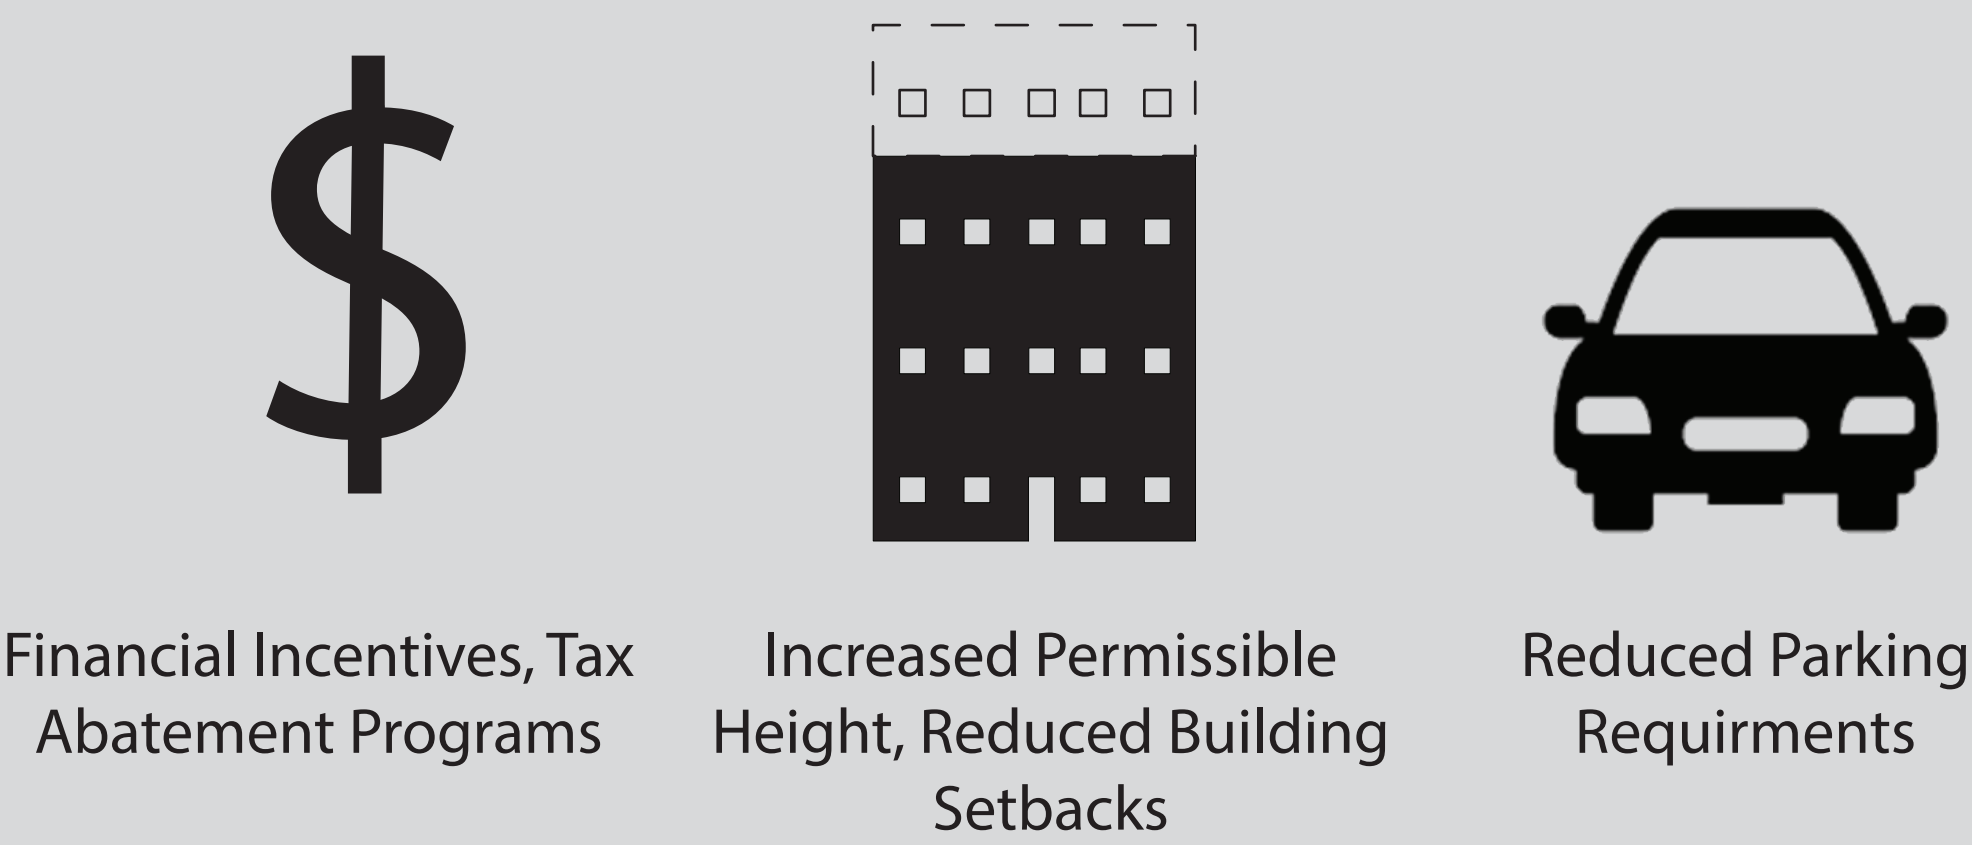 Financial Incentives, Tax
Abatement Programs
Increased Permissible
Height, Reduced Building
Setbacks
Reduced Parking
Requirments